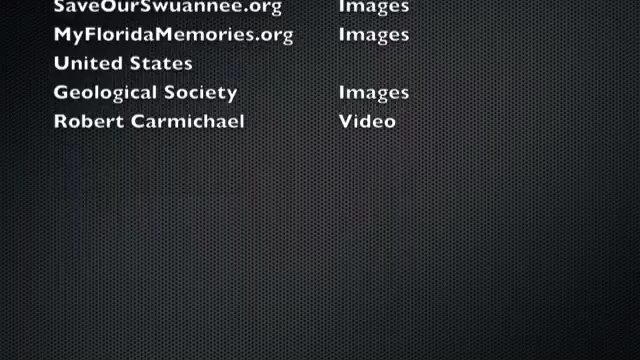 SaveOurSwuannee.org Images
MyFloridaMemories.org Images
United States
Geological Society Images
Robert Carmichael Video